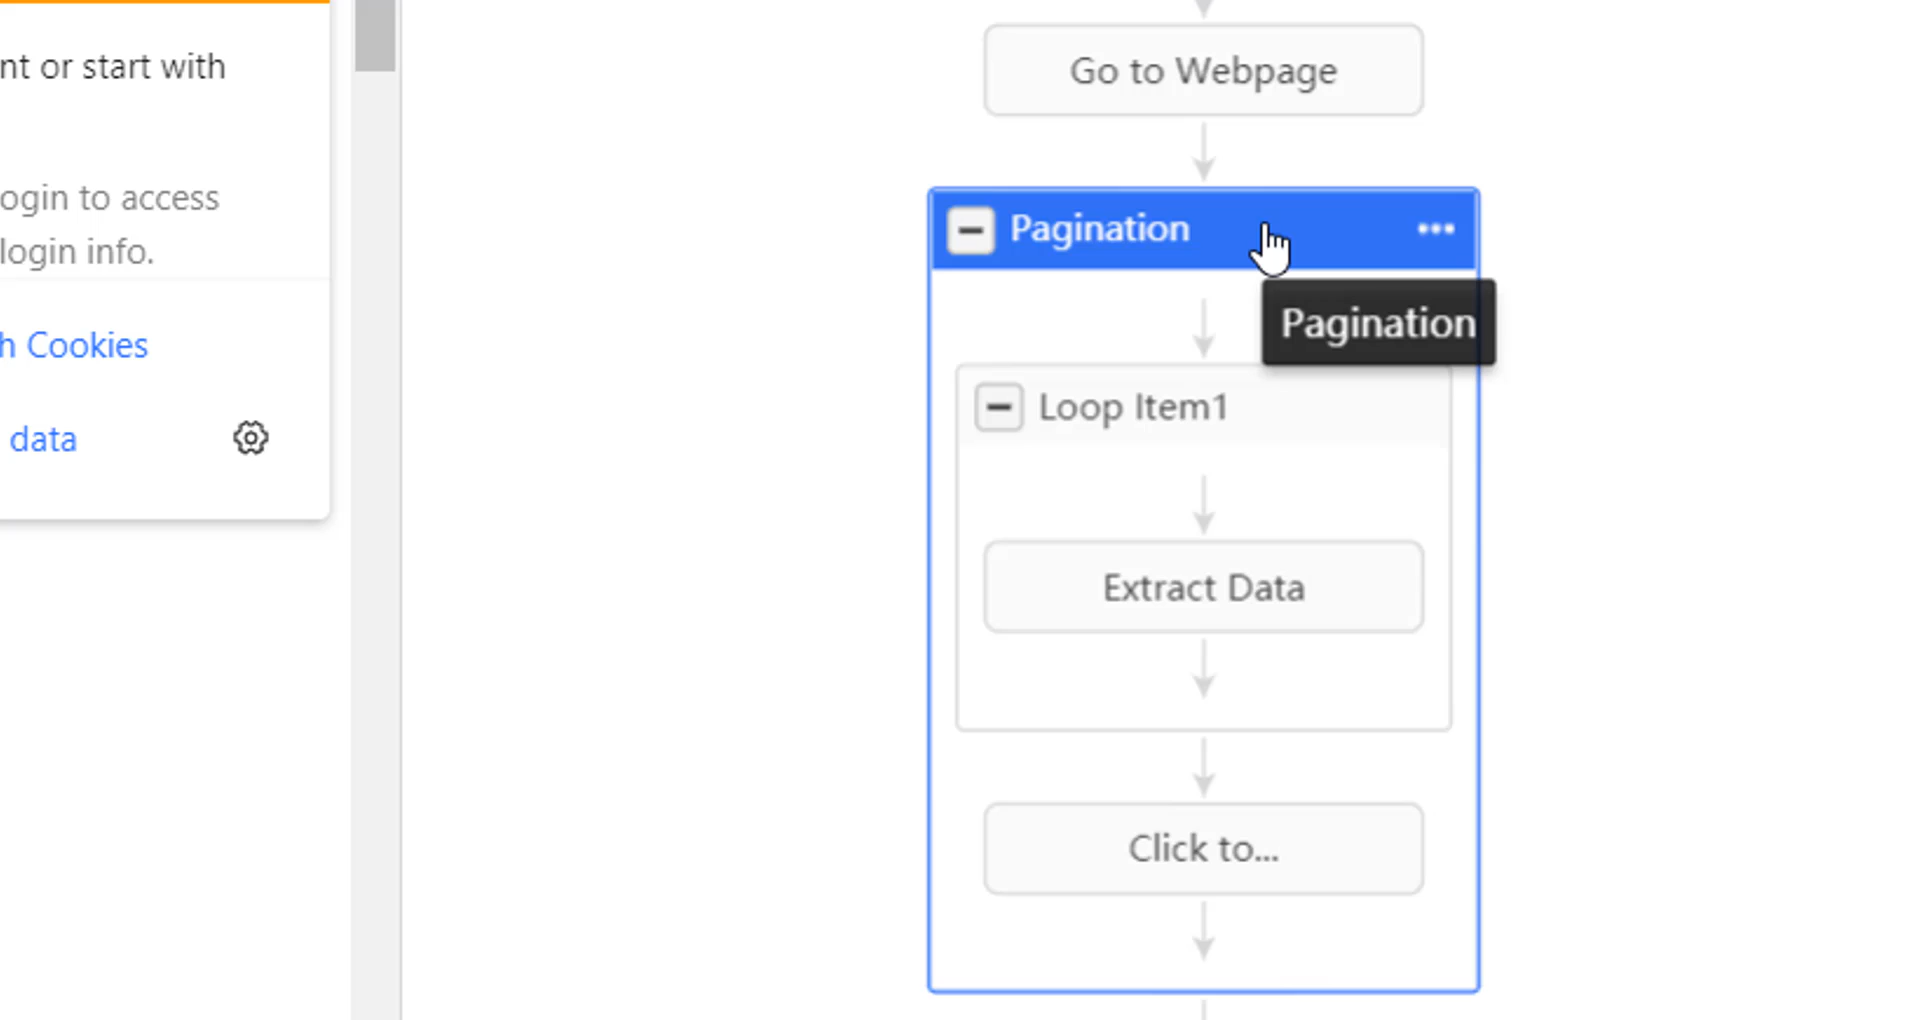 nt or start with
ogin to access
login info.
h Cookies
data
Go to Webpage
Pagination
Pagination
Loop Item1
Extract Data
Click to...